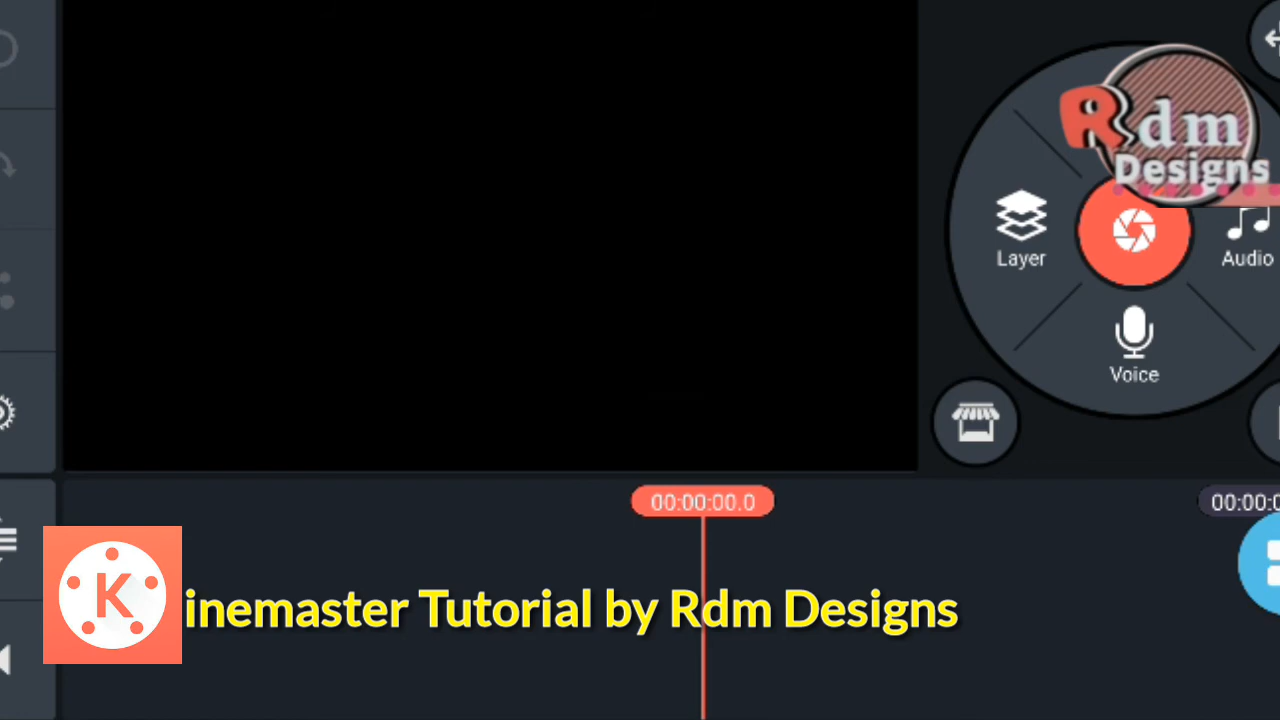 Rdm
Designs
Layer
Audio
Voice
00:00:00.0
00:00:0
K inemaster Tutorial by Rdm Designs